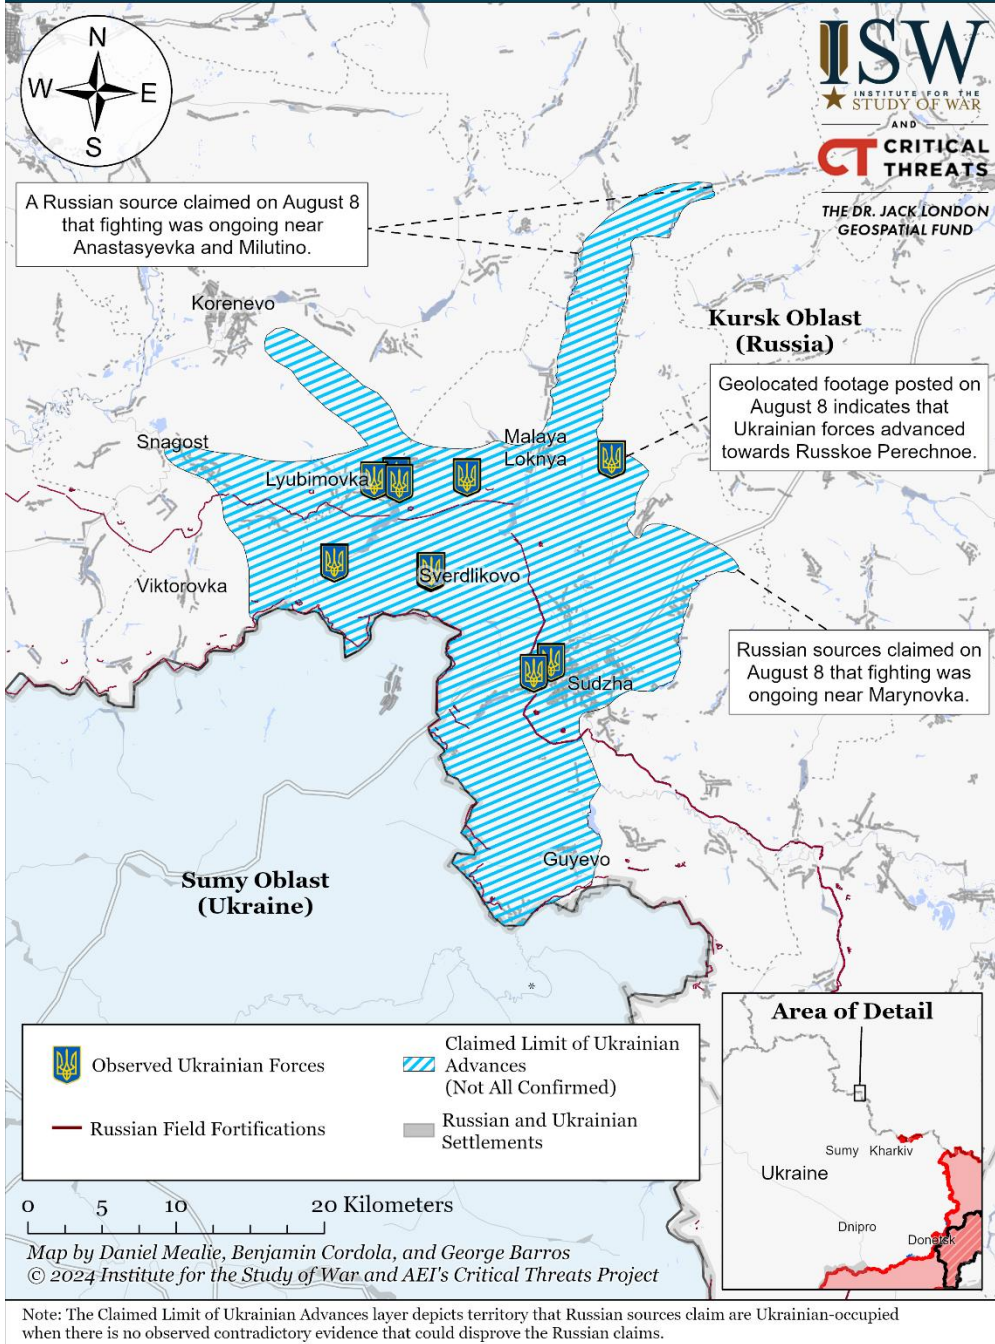 N
W
E
S
ISW
INSTITUTE FOR THE
STUDY OF WAR
AND
CT CRITICAL
THREATS
THE DR. JACK LONDON
GEOSPATIAL FUND
A Russian source claimed on August 8
that fighting was ongoing near
Anastasyevka and Milutino.
Korenevo
Kursk Oblast
(Russia)
Geolocated footage posted on
August 8 indicates that
Ukrainian forces advanced
towards Russkoe Perechnoe.
Snagost
Malaya
Loknya
Lyubimovka
Viktorovka
Sverdlikovo
Russian sources claimed on
August 8 that fighting was
ongoing near Marynovka.
Sudzha
Guyevo
Sumy Oblast
(Ukraine)
*
Observed Ukrainian Forces
Claimed Limit of Ukrainian
Advances
(Not All Confirmed)
Russian Field Fortifications
Russian and Ukrainian
Settlements
0 5 10 20 Kilometers
Map by Daniel Mealie, Benjamin Cordola, and George Barros
© 2024 Institute for the Study of War and AEI's Critical Threats Project
Area of Detail
Sumy
Kharkiv
Ukraine
Dnipro
Donetsk
Note: The Claimed Limit of Ukrainian Advances layer depicts territory that Russian sources claim are Ukrainian-occupied
when there is no observed contradictory evidence that could disprove the Russian claims.